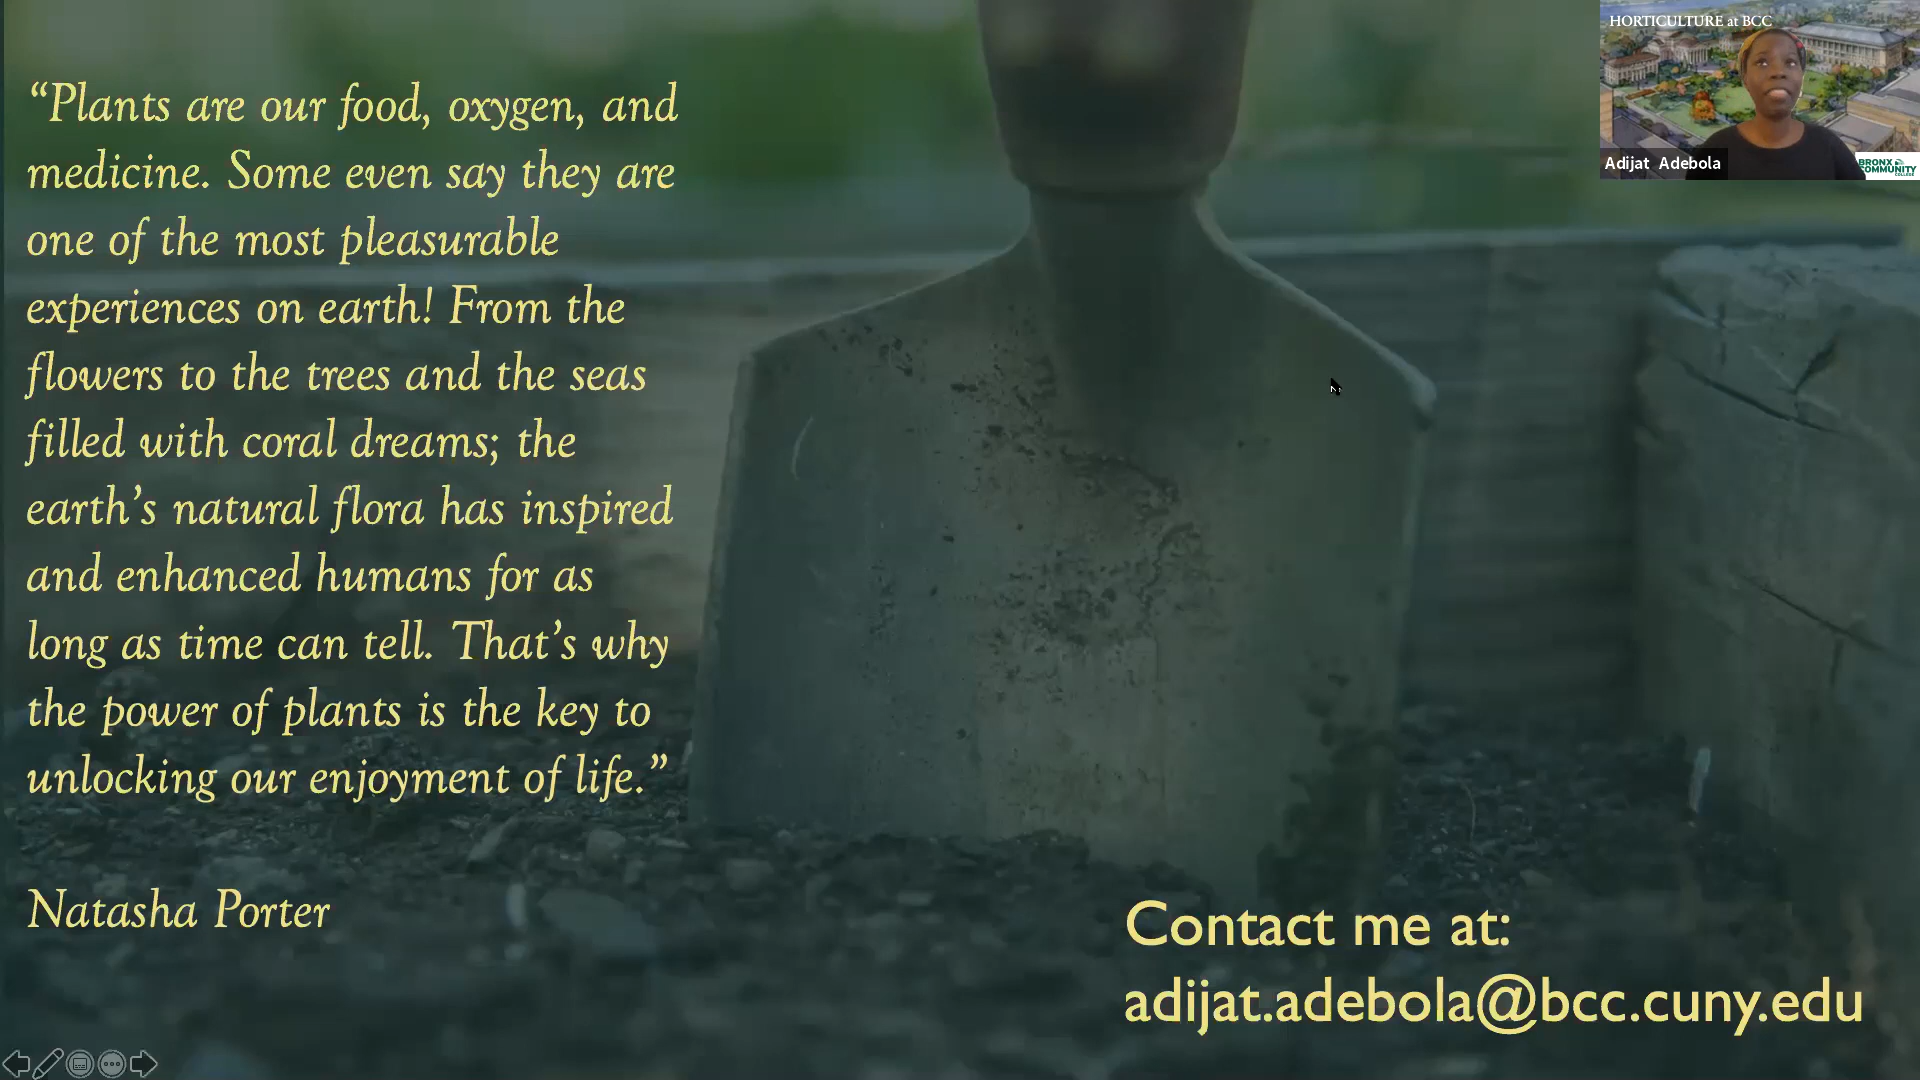 “Plants are our food, oxygen, and
medicine. Some even say they are
one of the most pleasurable
experiences on earth! From the
flowers to the trees and the seas
filled with coral dreams; the
earth’s natural flora has inspired
and enhanced humans for as
long as time can tell. That’s why
the power of plants is the key to
unlocking our enjoyment of life.”
Natasha Porter
Contact me at:
adijat.adebola@bcc.cuny.edu
HORTICULTURE at BCC
Adijat Adebola
BRONX
COMMUNITY
COLLEGE